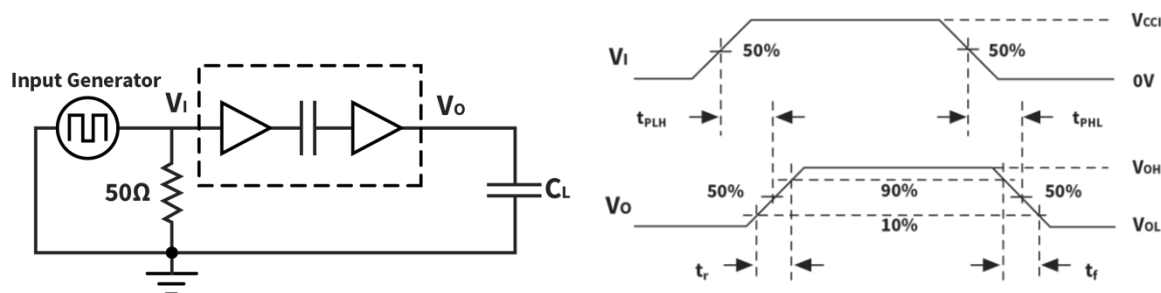 Input Generator
VI
VO
50Ω
CL
VI
50%
50%
VCCI
0V
tPLH
tPHL
VO
50%
90%
50%
10%
VOH
VOL
tr
tf